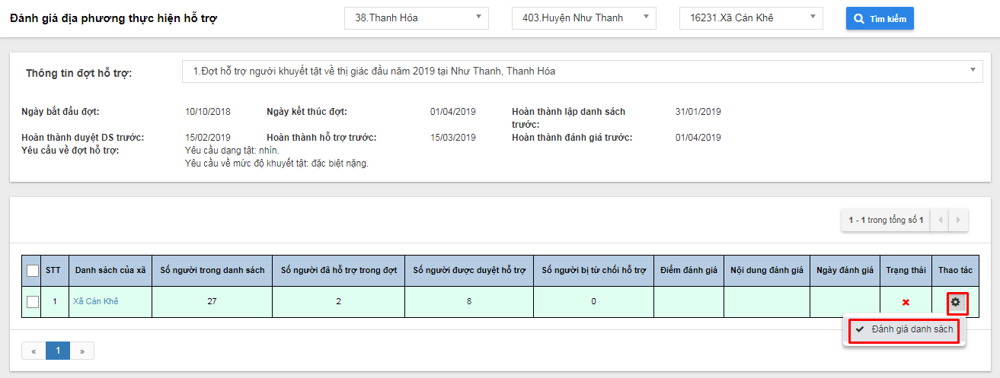 Đánh giá địa phương thực hiện hỗ trợ
38.Thanh Hóa
403.Huyện Như Thanh
16231.Xã Cán Khê
Tìm kiếm
Thông tin đợt hỗ trợ:
1.Đợt hỗ trợ người khuyết tật về thị giác đầu năm 2019 tại Như Thanh, Thanh Hóa
Ngày bắt đầu đợt: 10/10/2018 Ngày kết thúc đợt: 01/04/2019 Hoàn thành lập danh sách trước: 31/01/2019
Hoàn thành duyệt DS trước: 15/02/2019 Hoàn thành hỗ trợ trước: 15/03/2019 Hoàn thành đánh giá trước: 01/04/2019
Yêu cầu về đợt hỗ trợ: Yêu cầu dạng tật: nhìn.
Yêu cầu về mức độ khuyết tật: đặc biệt nặng.
1 - 1 trong tổng số 1
STT Danh sách của xã Số người trong danh sách Số người đã hỗ trợ trong đợt Số người được duyệt hỗ trợ Số người bị từ chối hỗ trợ Điểm đánh giá Nội dung đánh giá Ngày đánh giá Trạng thái Thao tác
1 Xã Cán Khê 27 2 8 0
Đánh giá danh sách
« 1 »